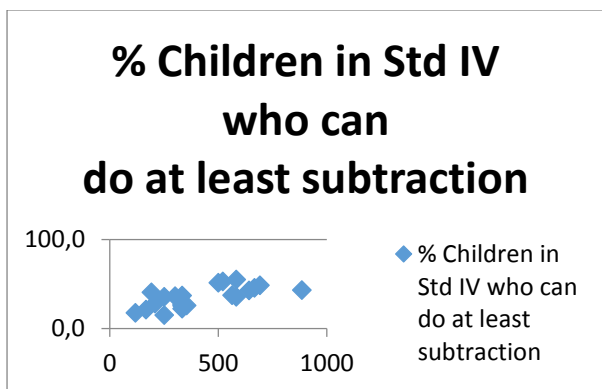 % Children in Std IV
who can
do at least subtraction
100,0
0,0
0
500
1000
% Children in
Std IV who can
do at least
subtraction